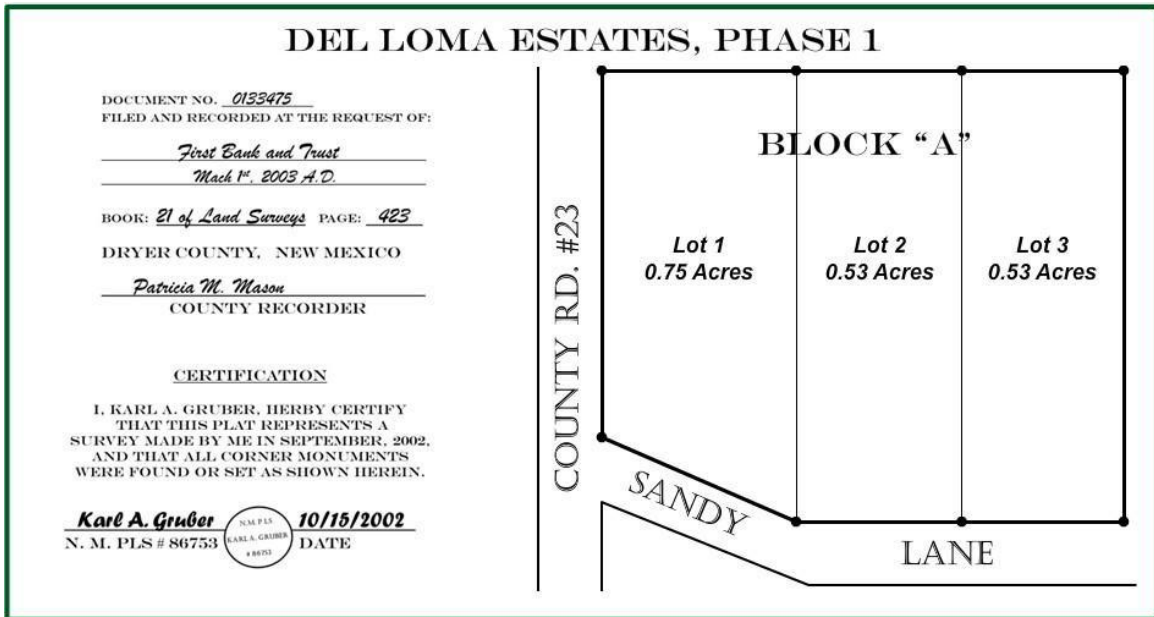 DEL LOMA ESTATES, PHASE 1
DOCUMENT NO. 0133475
FILED AND RECORDED AT THE REQUEST OF:
First Bank and Trust
Mach 1st, 2003 A.D.
BOOK: 21 of Land Surveys PAGE: 423
DRYER COUNTY, NEW MEXICO
Patricia M. Mason
COUNTY RECORDER
CERTIFICATION
I, KARL A. GRUBER, HERBY CERTIFY
THAT THIS PLAT REPRESENTS A
SURVEY MADE BY ME IN SEPTEMBER, 2002,
AND THAT ALL CORNER MONUMENTS
WERE FOUND OR SET AS SHOWN HEREIN.
Karl A. Gruber 10/15/2002
N. M. PLS # 86753 DATE
N.M. PLS
KARL A. GRUBER
# 86753
COUNTY RD. #23
BLOCK “A”
Lot 1
0.75 Acres
Lot 2
0.53 Acres
Lot 3
0.53 Acres
SANDY
LANE